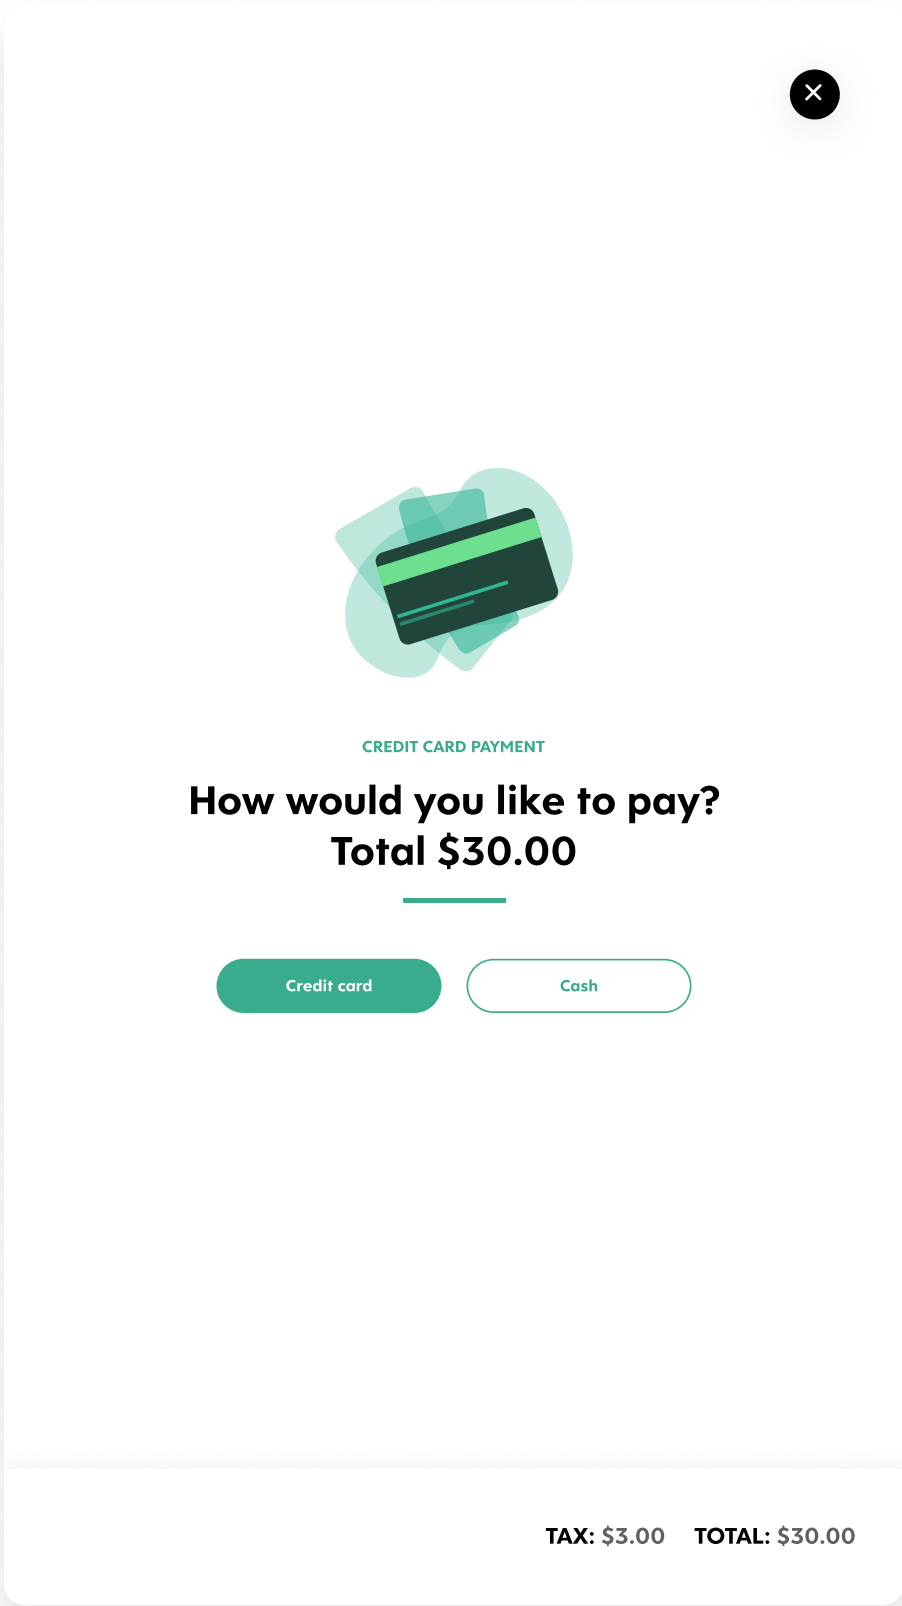 CREDIT CARD PAYMENT
How would you like to pay?
Total $30.00
Credit card
Cash
TAX: $3.00 TOTAL: $30.00